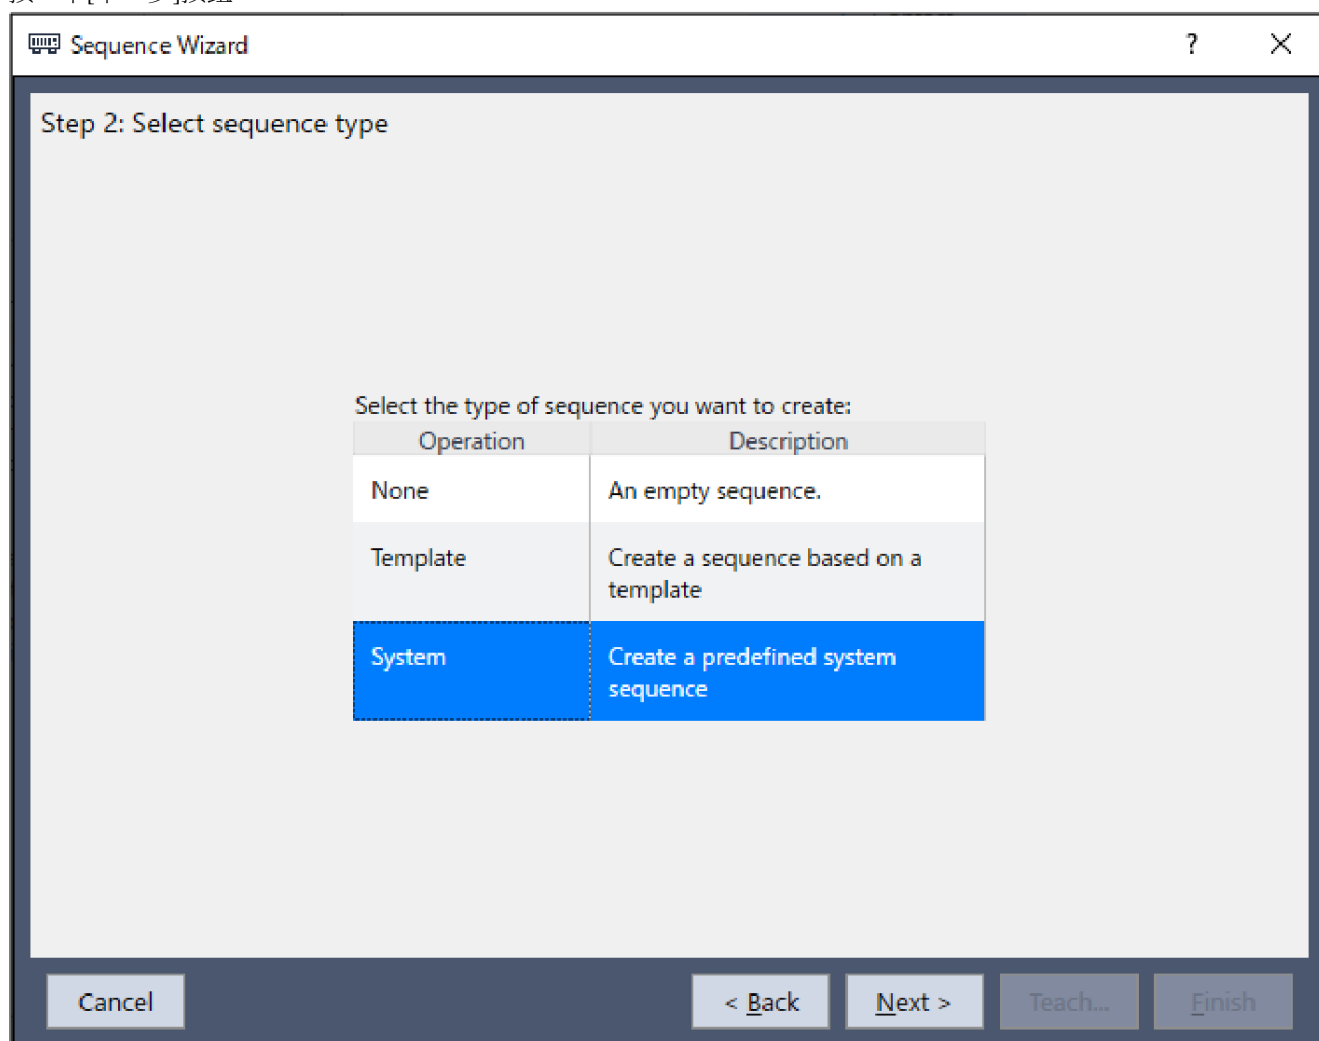 Sequence Wizard
?
Step 2: Select sequence type
Select the type of sequence you want to create:
Operation Description
None An empty sequence.
Template Create a sequence based on a
template
System Create a predefined system
sequence
Cancel < Back Next > Teach... Finish